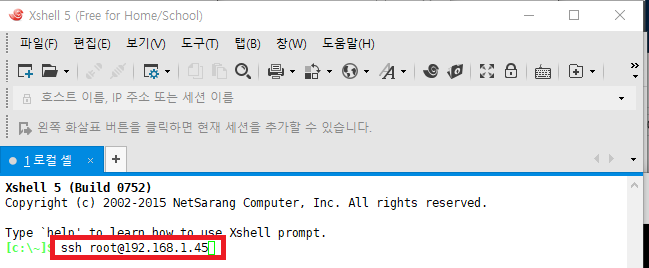 Xshell 5 (Free for Home/School)
파일(F) 편집(E) 보기(V) 도구(T) 탭(B) 창(W) 도움말(H)
호스트 이름, IP 주소 또는 세션 이름
왼쪽 화살표 버튼을 클릭하면 현재 세션을 추가할 수 있습니다.
1 로컬 셸 × +
Xshell 5 (Build 0752)
Copyright (c) 2002-2015 NetSarang Computer, Inc. All rights reserved.
Type `help' to learn how to use Xshell prompt.
[c:\~]$ ssh root@192.168.1.45